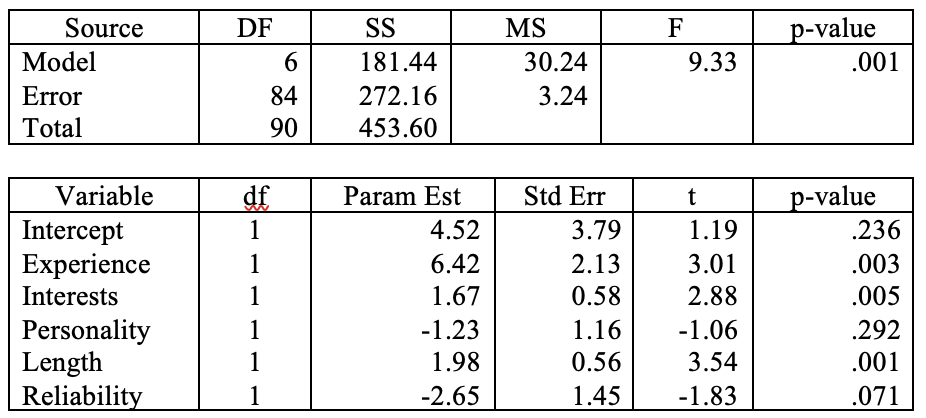 Source DF SS MS F p-value
Model 6 181.44 30.24 9.33 .001
Error 84 272.16 3.24
Total 90 453.60
Variable df Param Est Std Err t p-value
Intercept 1 4.52 3.79 1.19 .236
Experience 1 6.42 2.13 3.01 .003
Interests 1 1.67 0.58 2.88 .005
Personality 1 -1.23 1.16 -1.06 .292
Length 1 1.98 0.56 3.54 .001
Reliability 1 -2.65 1.45 -1.83 .071